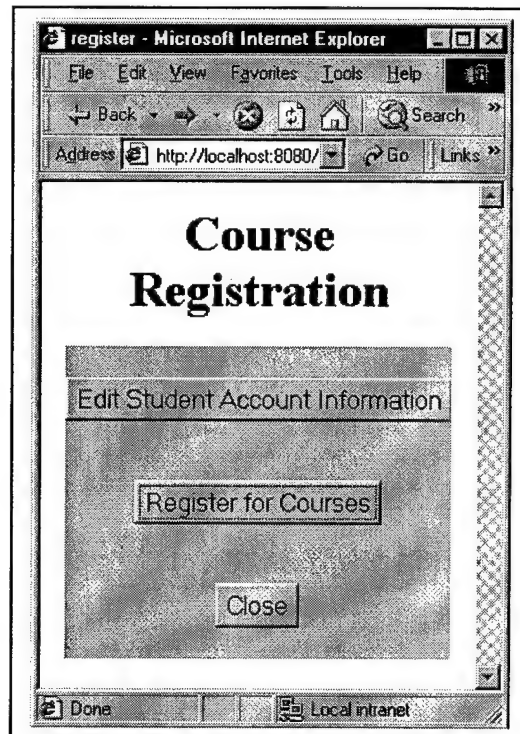 register - Microsoft Internet Explorer
File Edit View Favorites Tools Help
Back Search »
Address http://localhost:8080/ Go Links »
Course
Registration
Edit Student Account Information
Register for Courses
Close
Done Local intranet